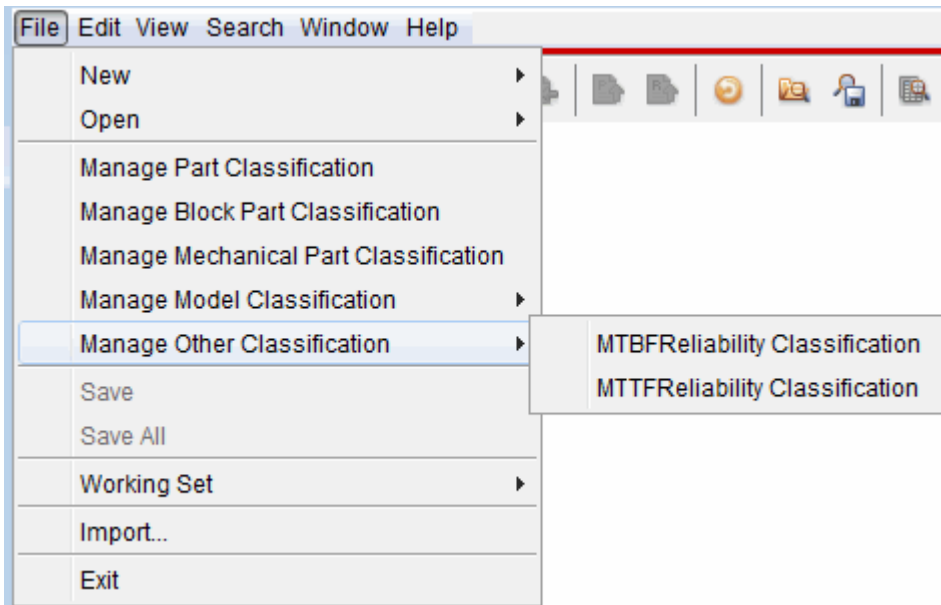 File Edit View Search Window Help
New
Open
Manage Part Classification
Manage Block Part Classification
Manage Mechanical Part Classification
Manage Model Classification
Manage Other Classification
MTBFReliability Classification
MTTFReliability Classification
Save
Save All
Working Set
Import...
Exit